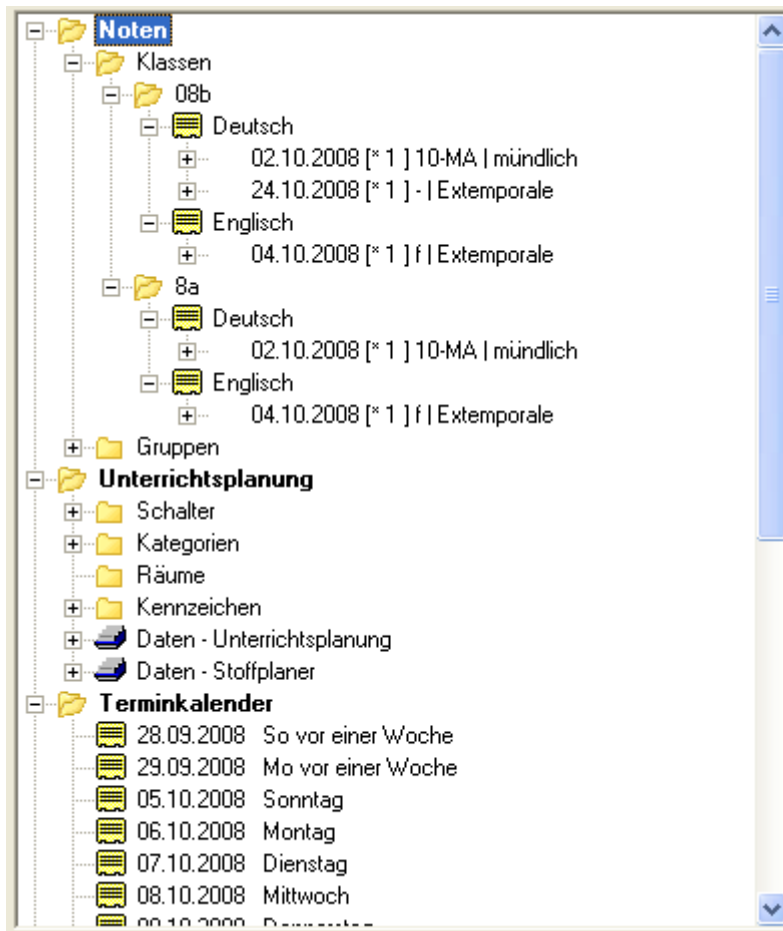 Noten
Klassen
08b
Deutsch
02.10.2008 [* 1 ] 10-MA | mündlich
24.10.2008 [* 1 ] - | Extemporale
Englisch
04.10.2008 [* 1 ] f | Extemporale
8a
Deutsch
02.10.2008 [* 1 ] 10-MA | mündlich
Englisch
04.10.2008 [* 1 ] f | Extemporale
Gruppen
Unterrichtsplanung
Schalter
Kategorien
Räume
Kennzeichen
Daten - Unterrichtsplanung
Daten - Stoffplaner
Terminkalender
28.09.2008 So vor einer Woche
29.09.2008 Mo vor einer Woche
05.10.2008 Sonntag
06.10.2008 Montag
07.10.2008 Dienstag
08.10.2008 Mittwoch